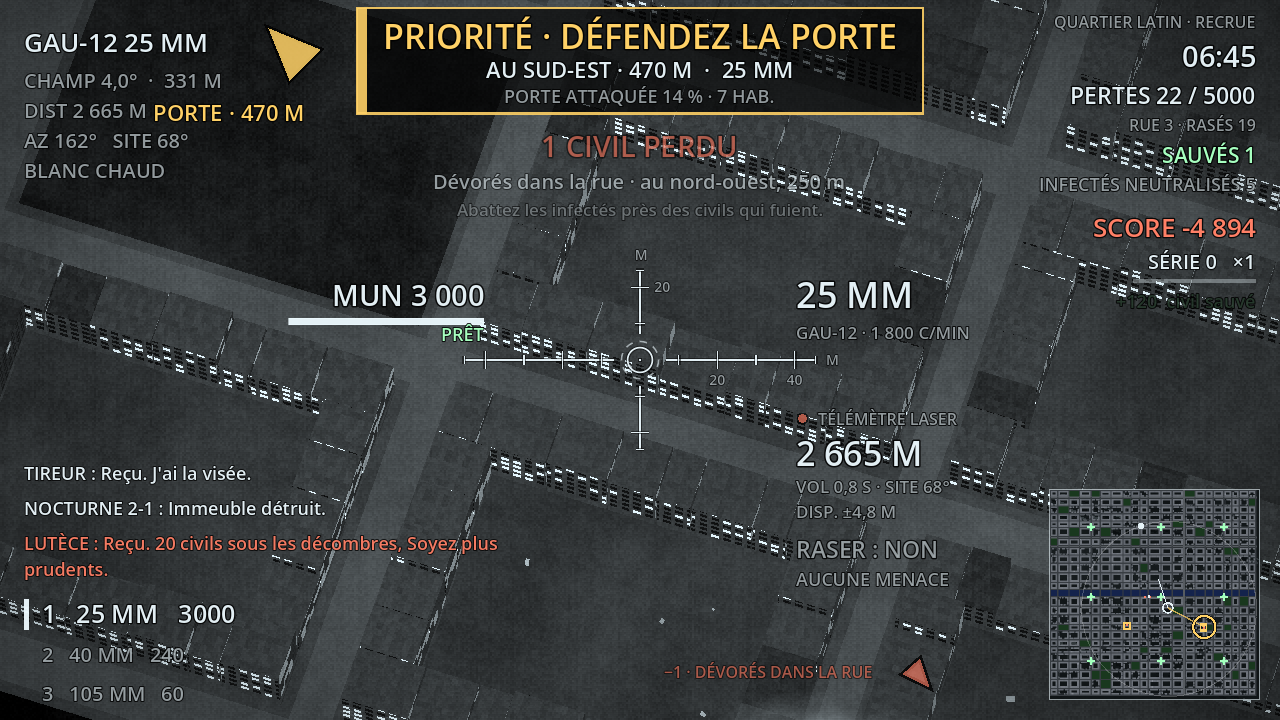 GAU-12 25 MM
CHAMP 4,0° · 331 M
DIST 2 665 M
PORTE · 470 M
AZ 162° SITE 68°
BLANC CHAUD
PRIORITÉ · DÉFENDEZ LA PORTE
AU SUD-EST · 470 M · 25 MM
PORTE ATTAQUÉE 14 % · 7 HAB.
1 CIVIL PERDU
Dévorés dans la rue · au nord-ouest, 250 m
Abattez les infectés près des civils qui fuient.
QUARTIER LATIN · RECRUE
06:45
PERTES 22 / 5000
RUE 3 · RASÉS 19
SAUVÉS 1
INFECTÉS NEUTRALISÉS 5
SCORE -4 894
SÉRIE 0 ×1
+120 · civil sauvé
M
20
MUN 3 000
PRÊT
20 40 M
25 MM
GAU-12 · 1 800 C/MIN
TÉLÉMÈTRE LASER
2 665 M
VOL 0,8 S · SITE 68°
DISP. ±4,8 M
RASER : NON
AUCUNE MENACE
TIREUR : Reçu. J'ai la visée.
NOCTURNE 2-1 : Immeuble détruit.
LUTÈCE : Reçu. 20 civils sous les décombres, Soyez plus
prudents.
1 25 MM 3000
2 40 MM 240
3 105 MM 60
−1 · DÉVORÉS DANS LA RUE